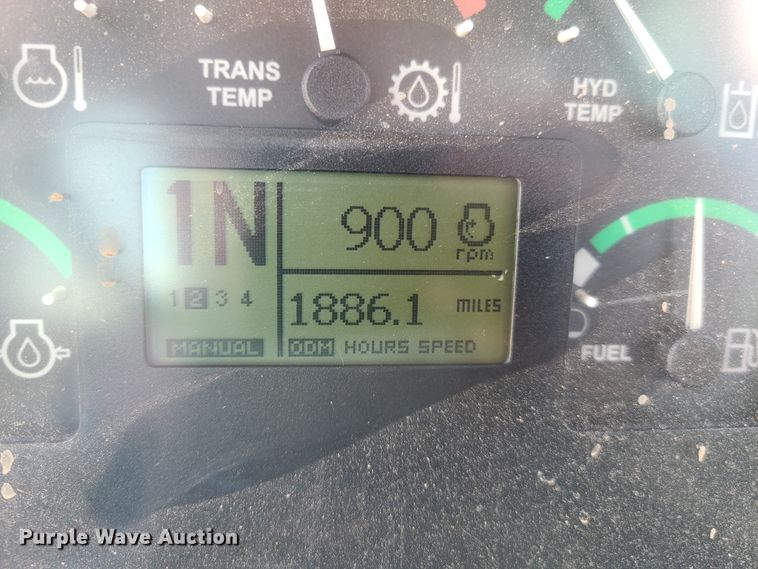 TRANS
TEMP
HYD
TEMP
1N
900
rpm
1 2 3 4
1886.1 MILES
MANUAL
ODM HOURS SPEED
FUEL
Purple Wave Auction